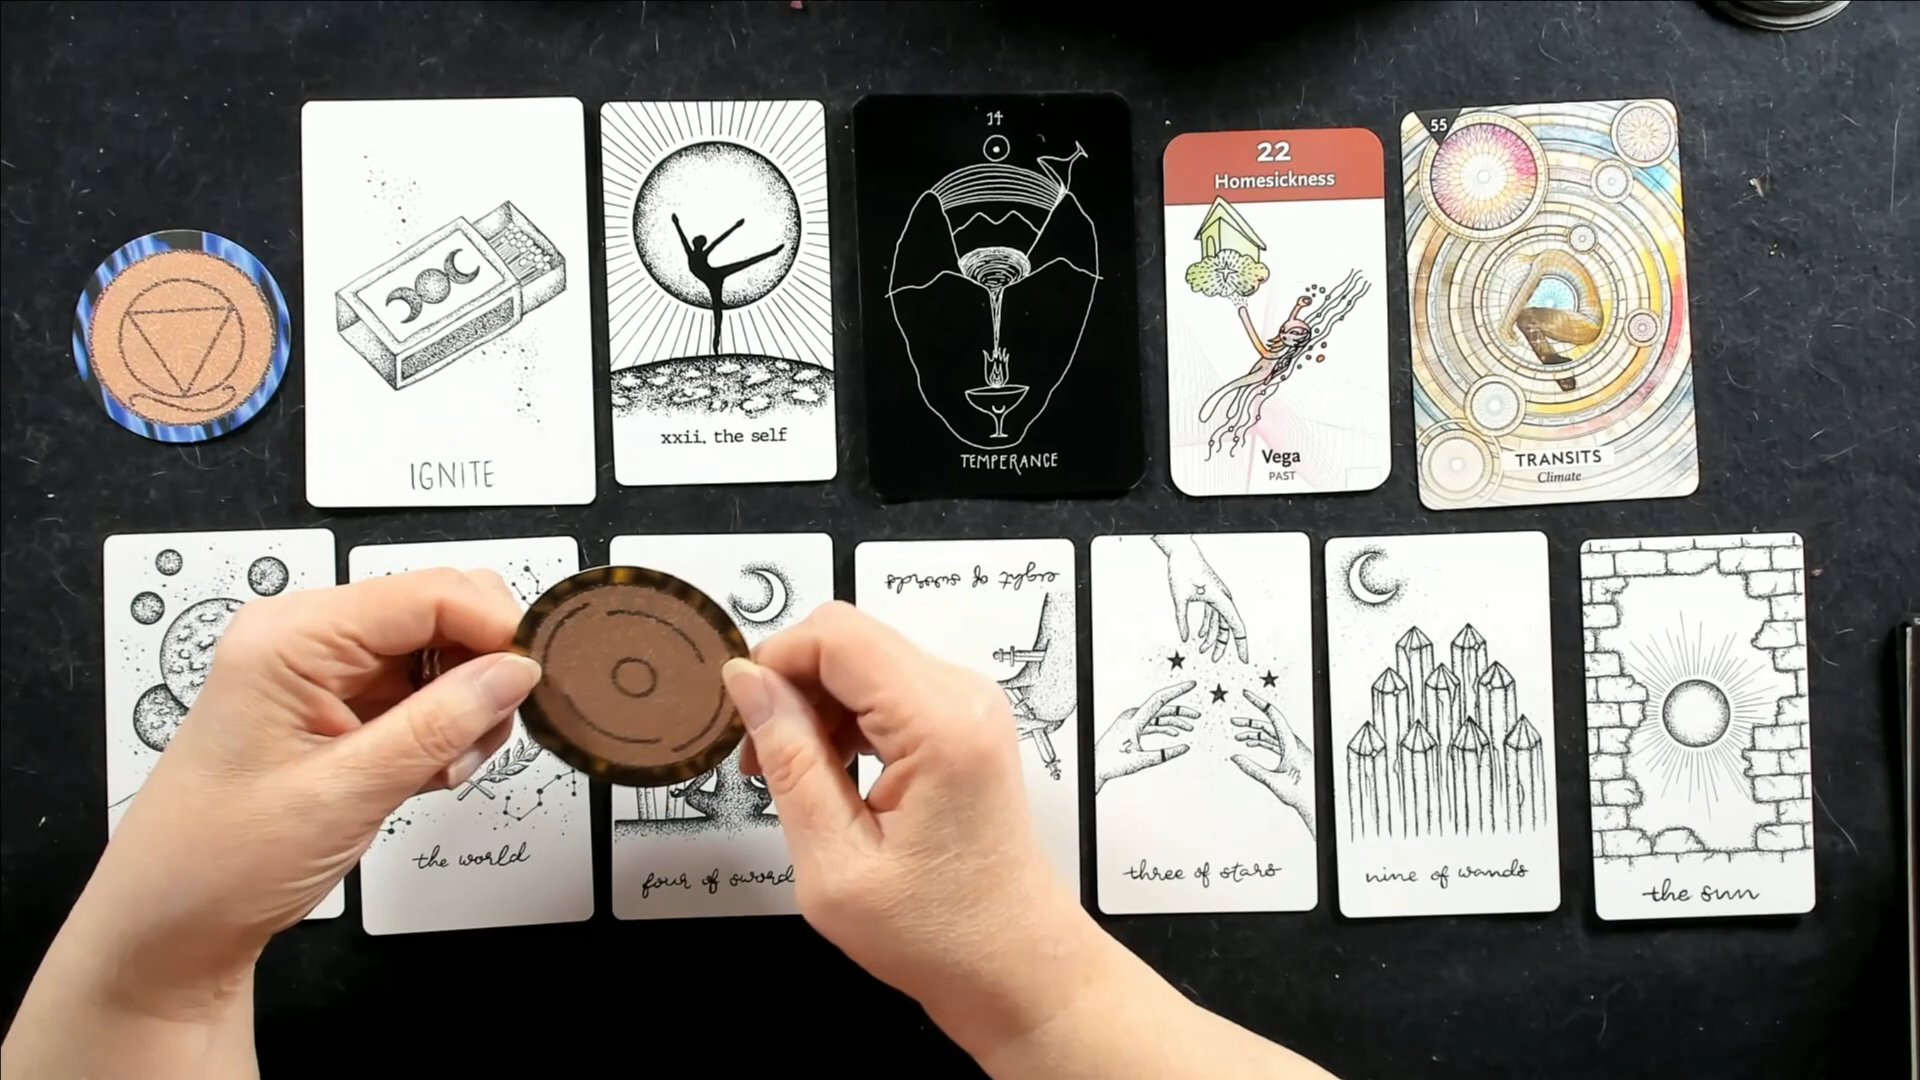 IGNITE
xxii. the self
14
TEMPERANCE
22
Homesickness
Vega
PAST
55
TRANSITS
Climate
the world
four of sword
eight of swords
three of stars
nine of wands
the sun